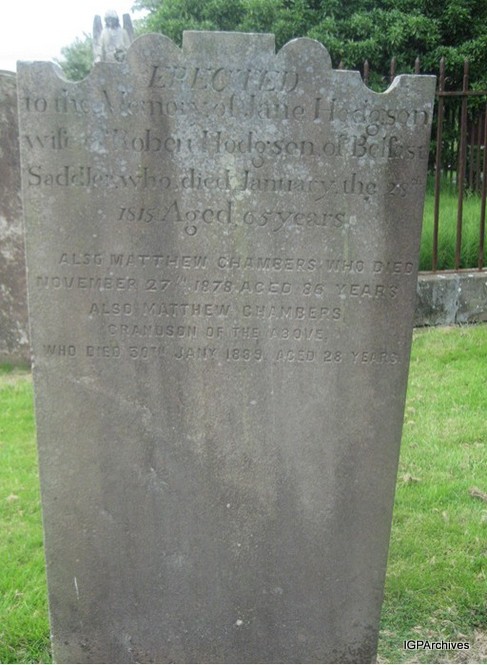 ERECTED
to the Memory of Jane Hodgson
wife of Robert Hodgson of Belfast
Sadler, who died January, the 28th
1815 Aged, 65 years
ALSO MATTHEW CHAMBERS WHO DIED
NOVEMBER 27TH 1878 AGED 86 YEARS
ALSO MATTHEW CHAMBERS
GRANDSON OF THE ABOVE,
WHO DIED 30TH JANY 1889, AGED 28 YEARS
IGPArchives